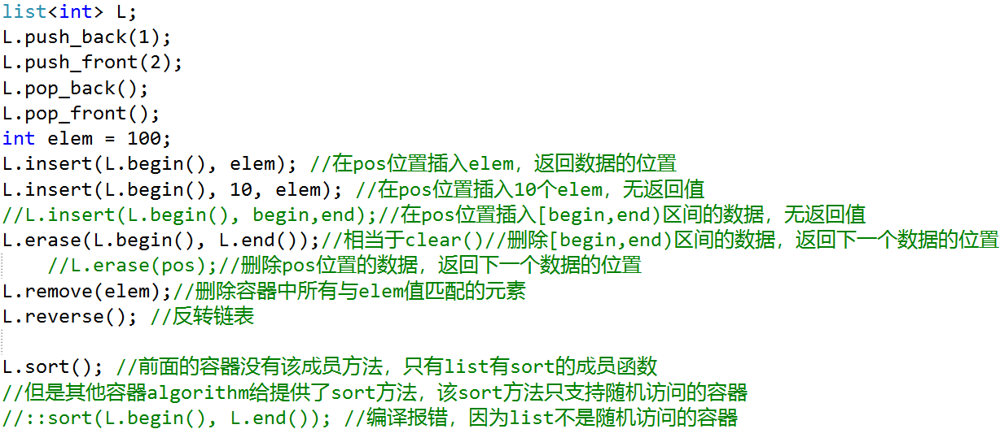 list<int> L;
L.push_back(1);
L.push_front(2);
L.pop_back();
L.pop_front();
int elem = 100;
L.insert(L.begin(), elem); //在pos位置插入elem，返回数据的位置
L.insert(L.begin(), 10, elem); //在pos位置插入10个elem，无返回值
//L.insert(L.begin(), begin,end);//在pos位置插入[begin,end)区间的数据，无返回值
L.erase(L.begin(), L.end());//相当于clear()//删除[begin,end)区间的数据，返回下一个数据的位置
//L.erase(pos);//删除pos位置的数据，返回下一个数据的位置
L.remove(elem);//删除容器中所有与elem值匹配的元素
L.reverse(); //反转链表
L.sort(); //前面的容器没有该成员方法，只有list有sort的成员函数
//但是其他容器algorithm给提供了sort方法，该sort方法只支持随机访问的容器
//::sort(L.begin(), L.end()); //编译报错，因为list不是随机访问的容器